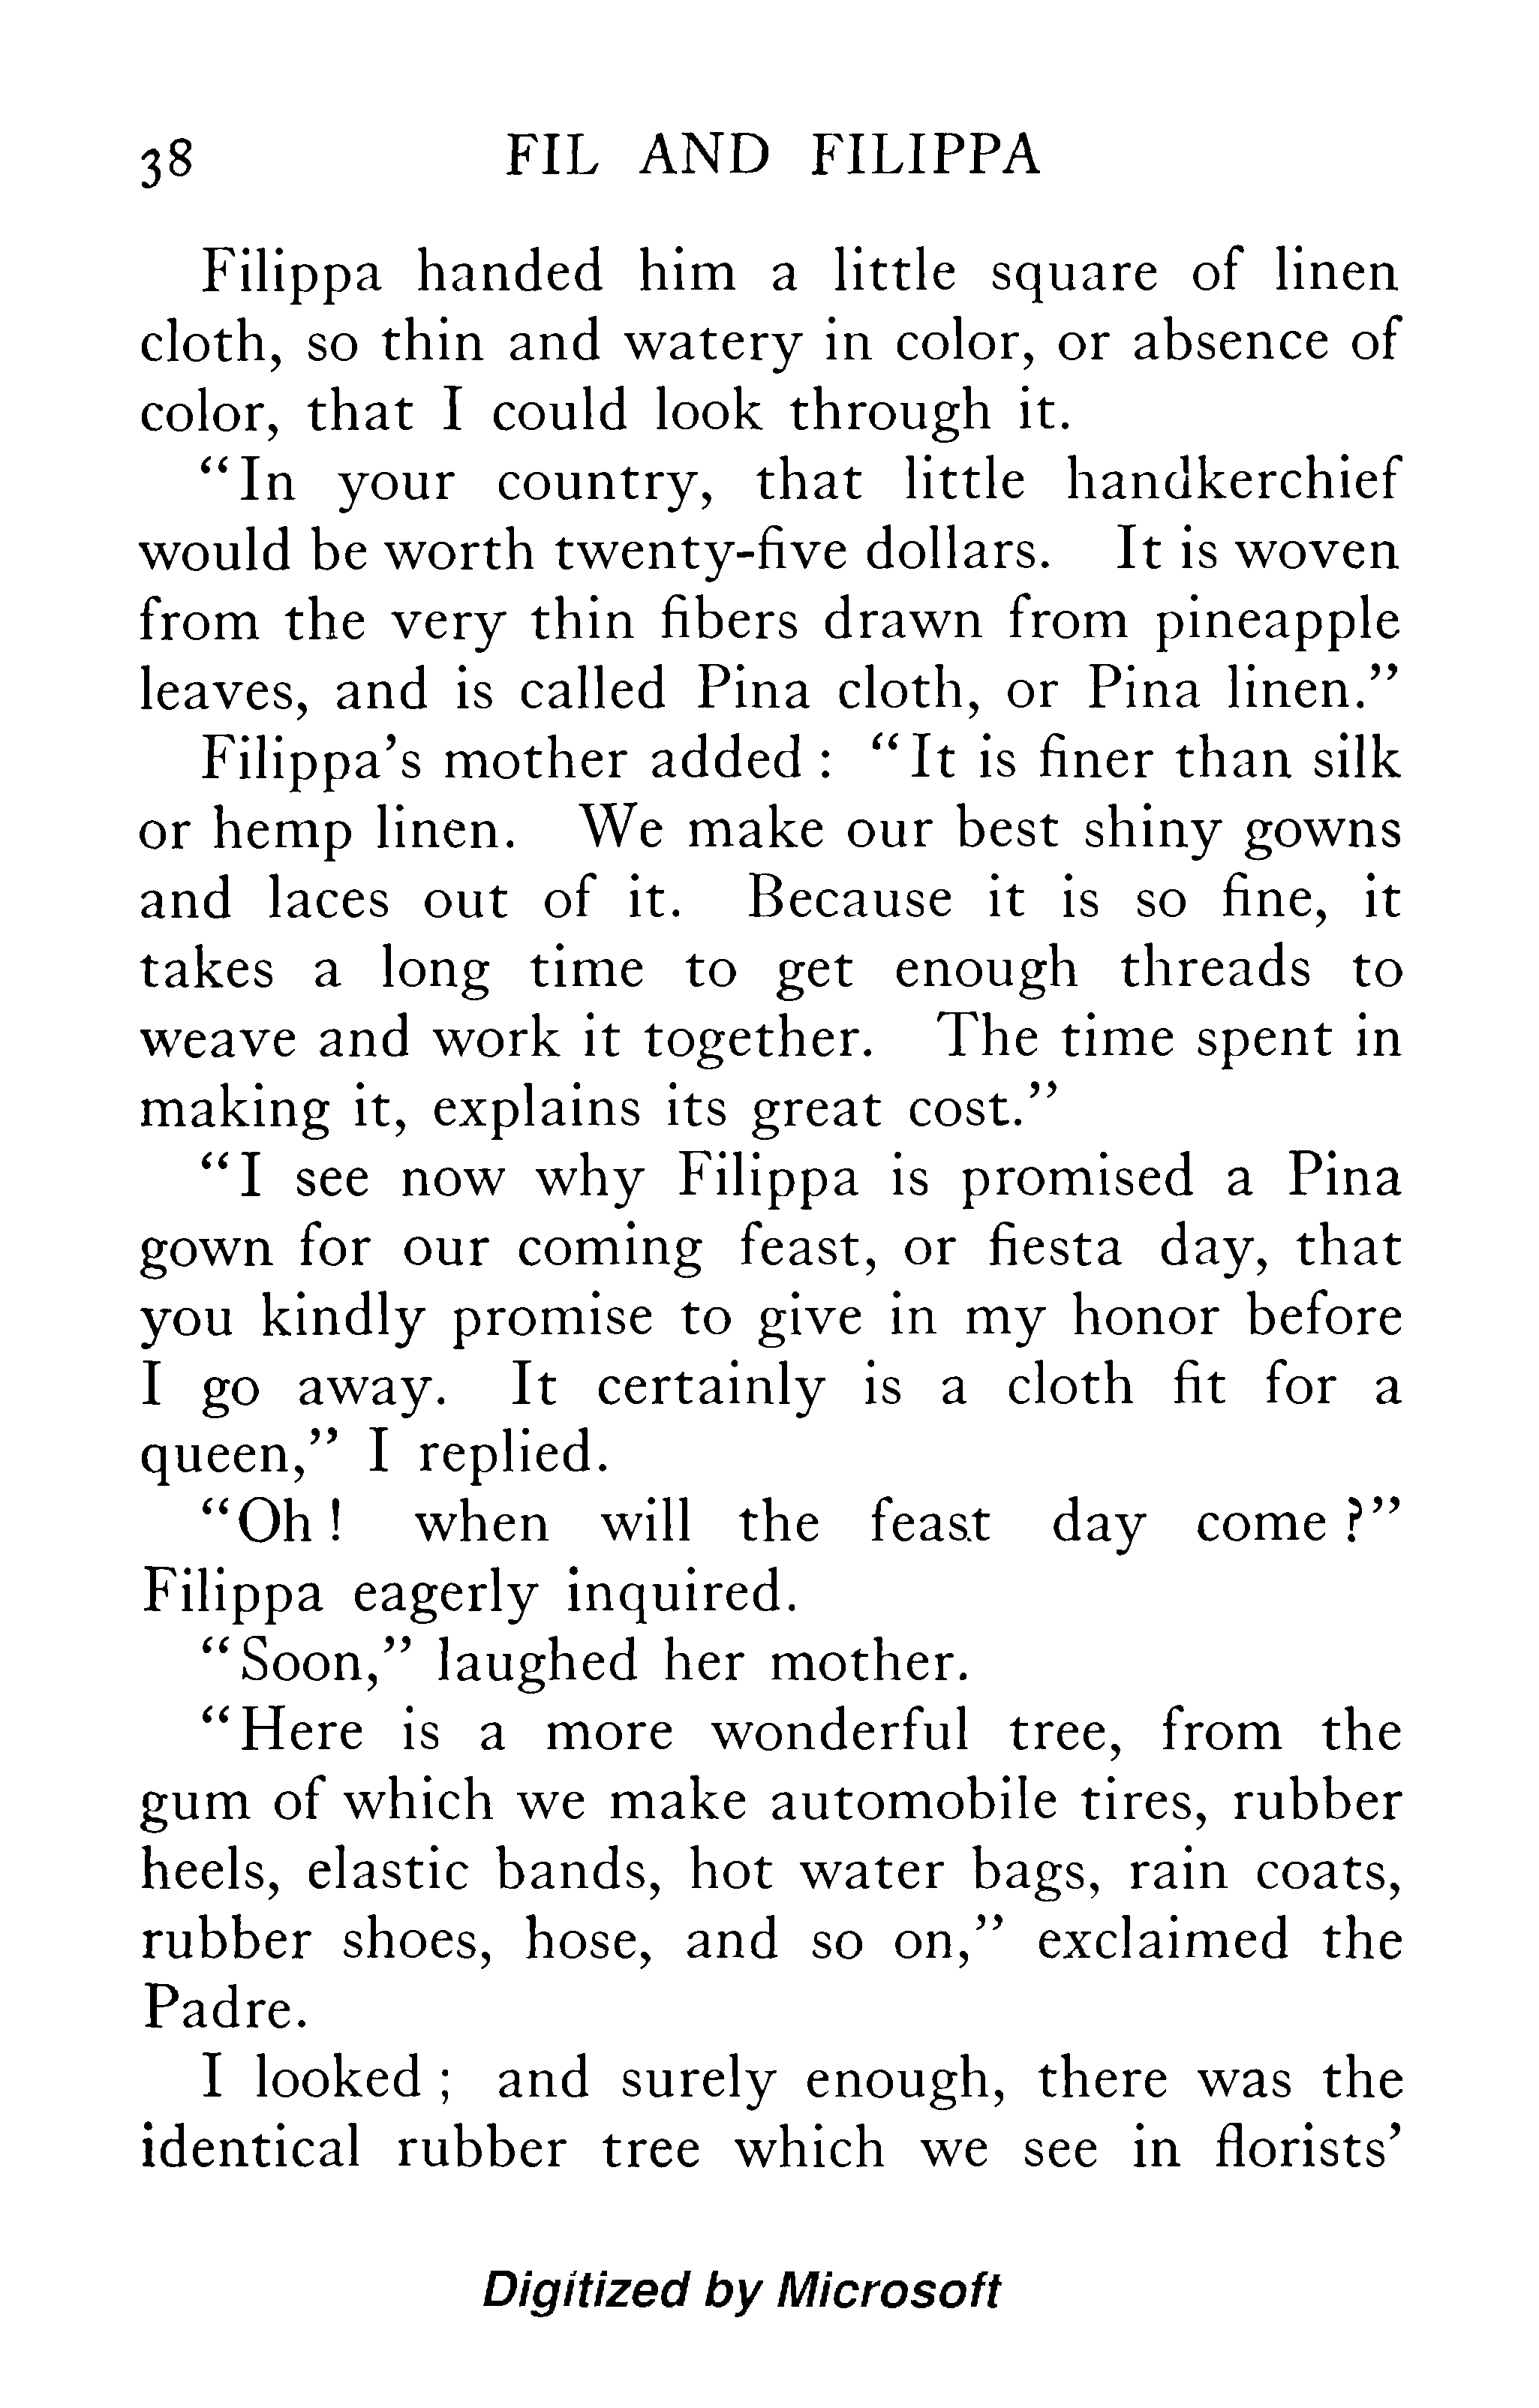 38 FIL AND FILIPPA
Filippa handed him a little square of linen
cloth, so thin and watery in color, or absence of
color, that I could look through it.
“In your country, that little handkerchief
would be worth twenty-five dollars. It is woven
from the very thin fibers drawn from pineapple
leaves, and is called Pina cloth, or Pina linen.”
Filippa’s mother added : “It is finer than silk
or hemp linen. We make our best shiny gowns
and laces out of it. Because it is so fine, it
takes a long time to get enough threads to
weave and work it together. The time spent in
making it, explains its great cost.”
“I see now why Filippa is promised a Pina
gown for our coming feast, or fiesta day, that
you kindly promise to give in my honor before
I go away. It certainly is a cloth fit for a
queen,” I replied.
“Oh ! when will the feast day come ?”
Filippa eagerly inquired.
“Soon,” laughed her mother.
“Here is a more wonderful tree, from the
gum of which we make automobile tires, rubber
heels, elastic bands, hot water bags, rain coats,
rubber shoes, hose, and so on,” exclaimed the
Padre.
I looked ; and surely enough, there was the
identical rubber tree which we see in florists’
Digitized by Microsoft